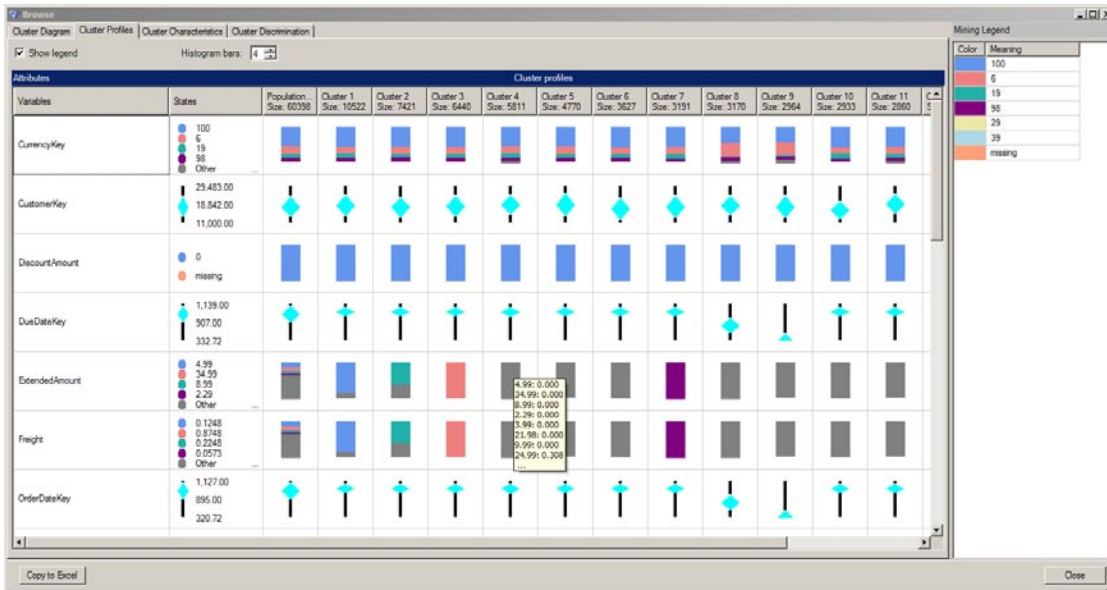 Browse
Cluster Diagram Cluster Profiles Cluster Characteristics Cluster Discrimination
Show legend Histogram bars: 4
Attributes Cluster profiles
Variables States Population... Cluster 1 Cluster 2 Cluster 3 Cluster 4 Cluster 5 Cluster 6 Cluster 7 Cluster 8 Cluster 9 Cluster 10 Cluster 11
Size: 60398 Size: 10522 Size: 7421 Size: 6440 Size: 5811 Size: 4770 Size: 3627 Size: 3191 Size: 3170 Size: 2964 Size: 2933 Size: 2860
CurrencyKey
100
6
19
98
Other ...
CustomerKey
29,483.00
18,842.00
11,000.00
DiscountAmount
0
missing
DueDateKey
1,139.00
907.00
332.72
ExtendedAmount
4.99
34.99
8.99
2.29
Other ...
4.99: 0.000
34.99: 0.000
8.99: 0.000
2.29: 0.000
3.99: 0.000
21.98: 0.000
9.99: 0.000
24.99: 0.308
....
Freight
0.1248
0.8748
0.2248
0.0573
Other ...
OrderDateKey
1,127.00
895.00
320.72
Copy to Excel
Close
Mining Legend
Color Meaning
100
6
19
98
29
39
missing